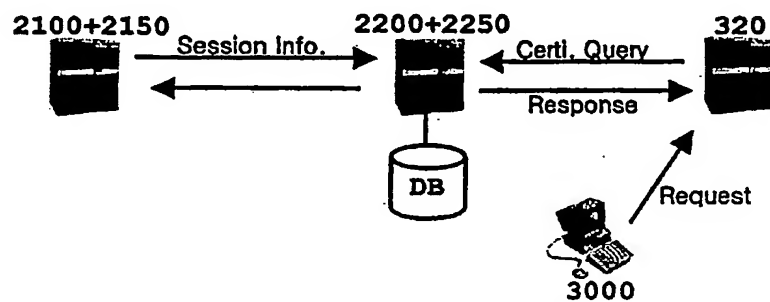 2100+2150
2200+2250
320
Session Info.
Certi. Query
Response
DB
Request
3000